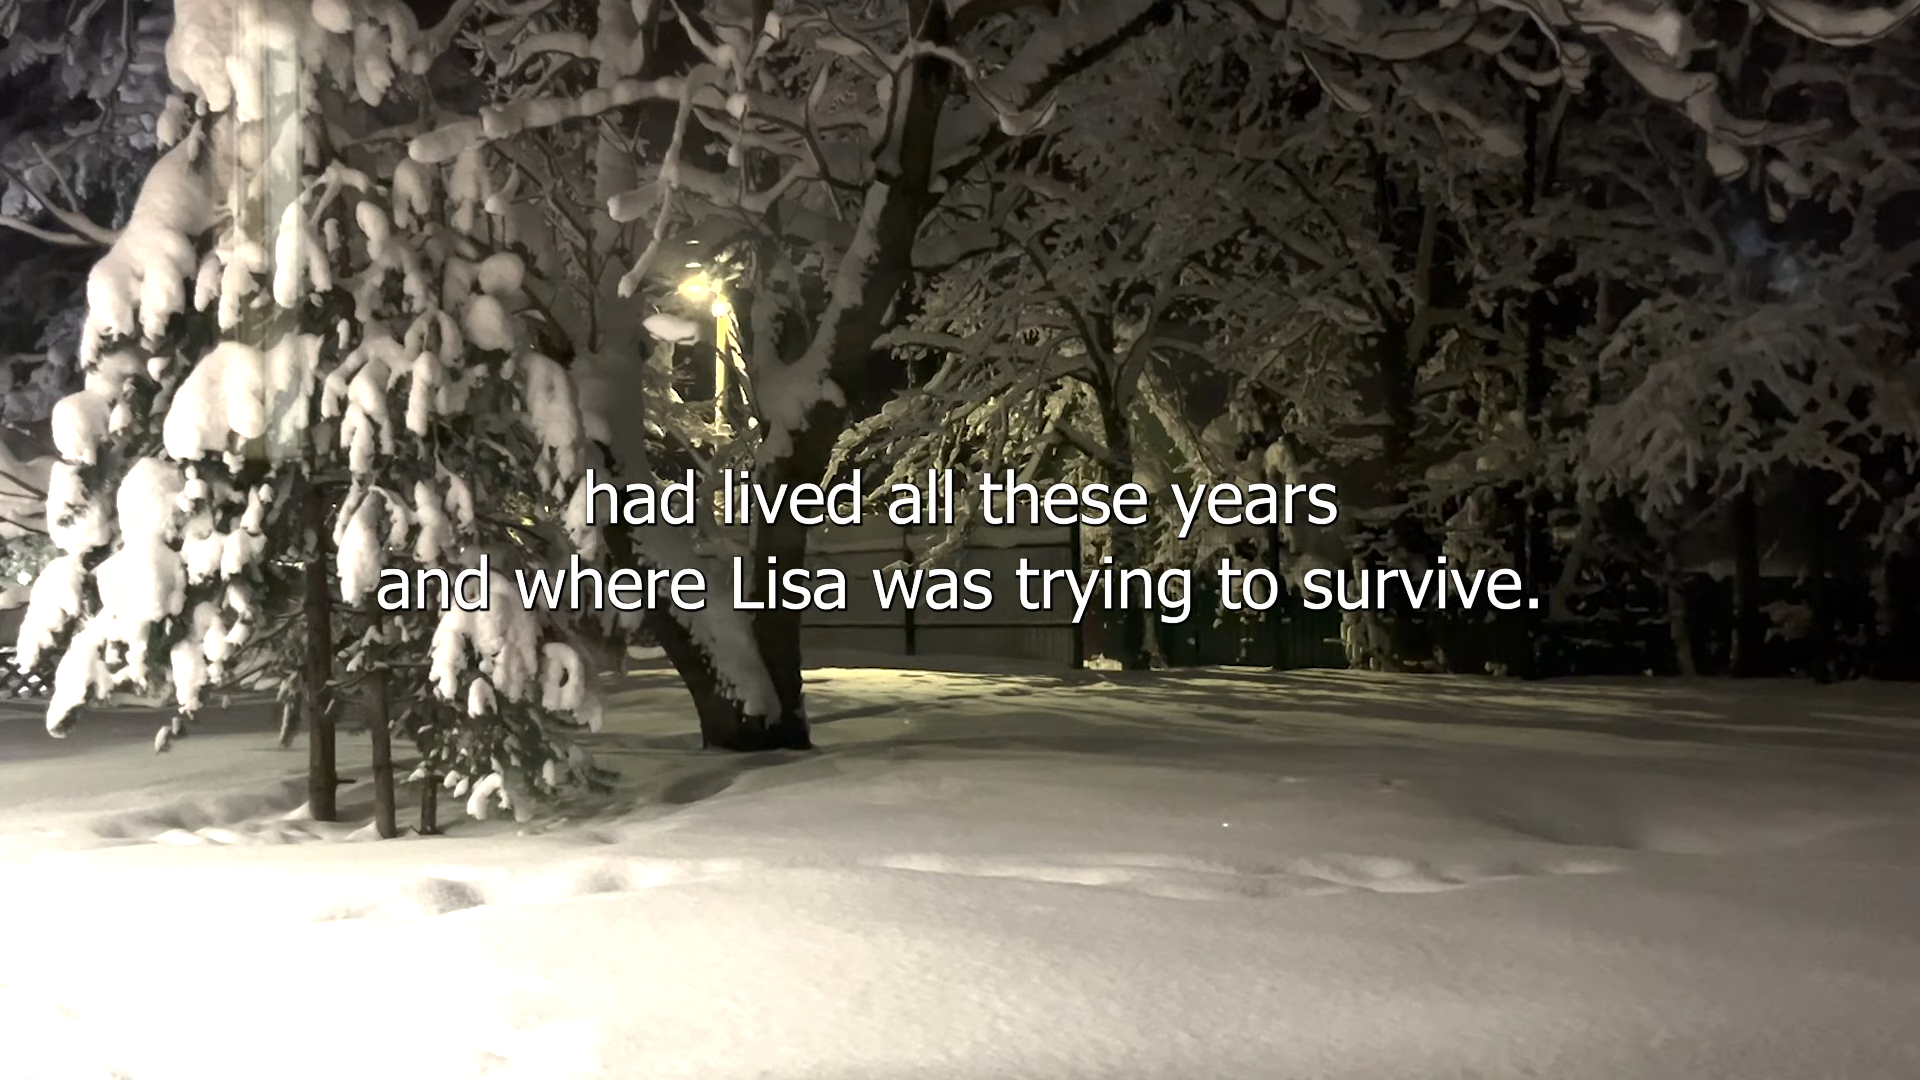 had lived all these years
and where Lisa was trying to survive.